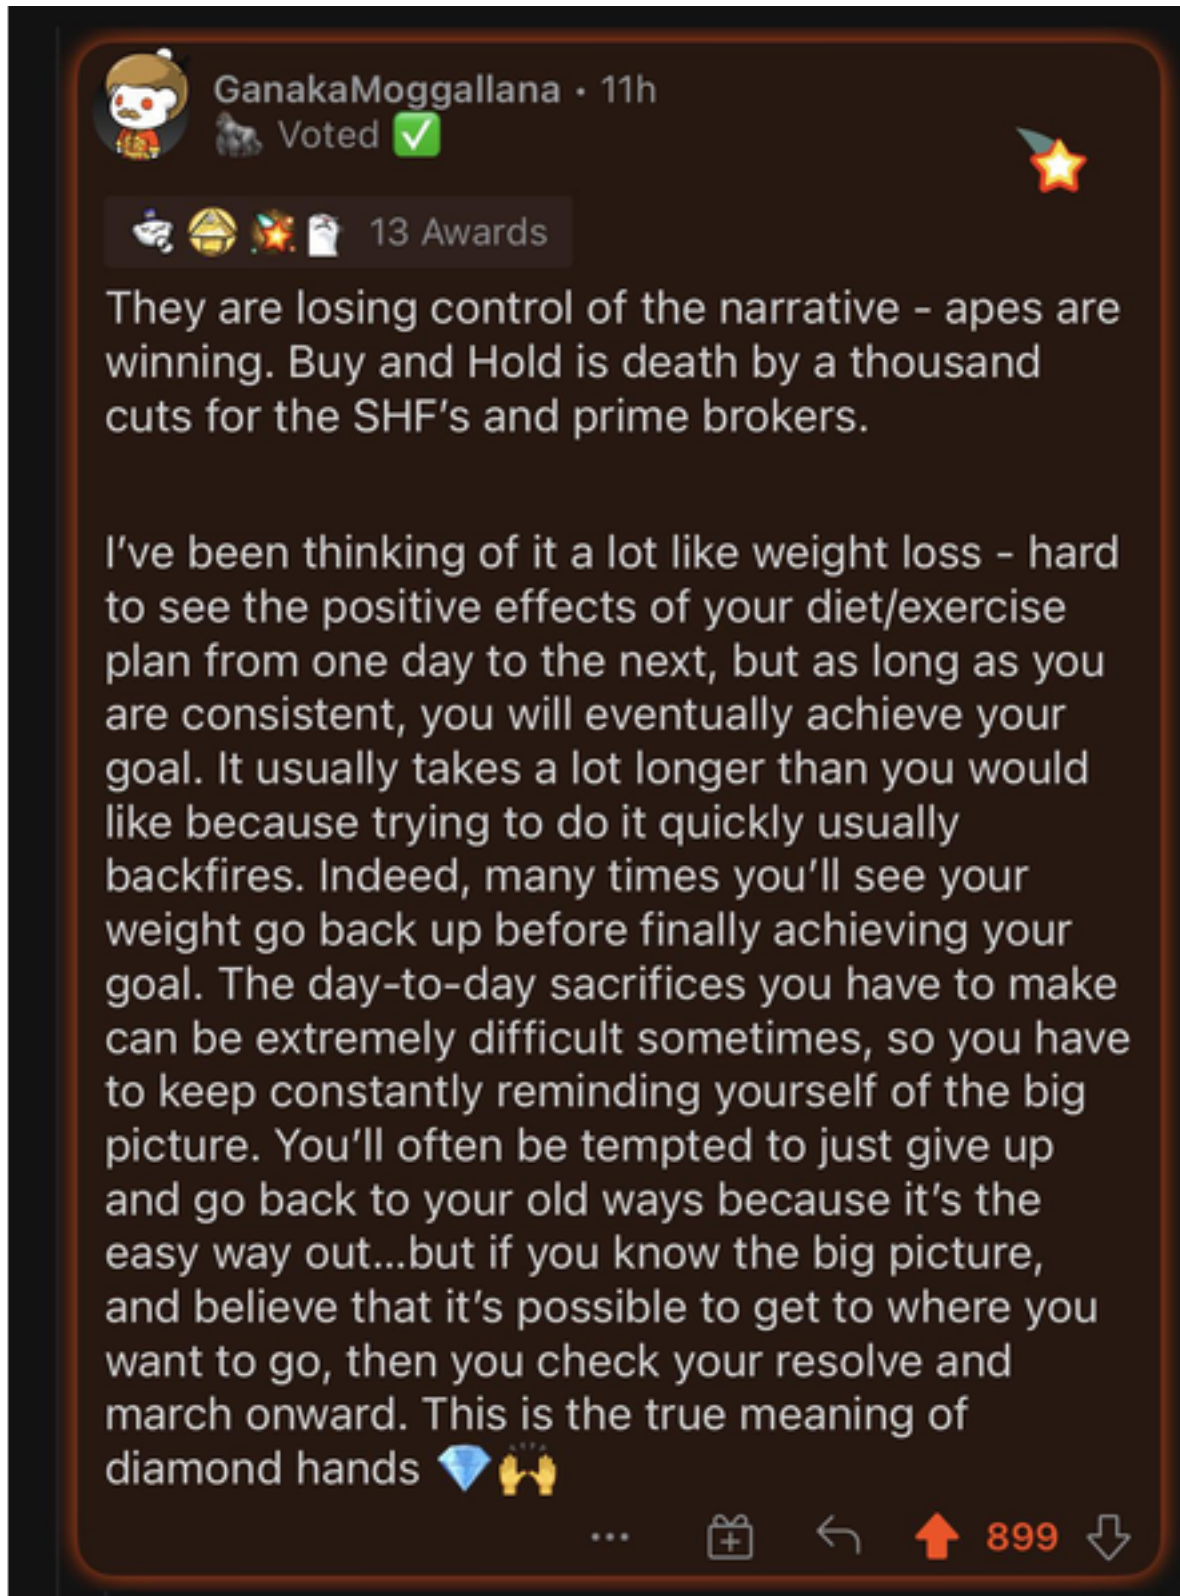 GanakaMoggallana · 11h
🦍 Voted ✅
13 Awards
They are losing control of the narrative - apes are
winning. Buy and Hold is death by a thousand
cuts for the SHF’s and prime brokers.
I’ve been thinking of it a lot like weight loss - hard
to see the positive effects of your diet/exercise
plan from one day to the next, but as long as you
are consistent, you will eventually achieve your
goal. It usually takes a lot longer than you would
like because trying to do it quickly usually
backfires. Indeed, many times you’ll see your
weight go back up before finally achieving your
goal. The day-to-day sacrifices you have to make
can be extremely difficult sometimes, so you have
to keep constantly reminding yourself of the big
picture. You’ll often be tempted to just give up
and go back to your old ways because it’s the
easy way out...but if you know the big picture,
and believe that it’s possible to get to where you
want to go, then you check your resolve and
march onward. This is the true meaning of
diamond hands 💎🙌
899